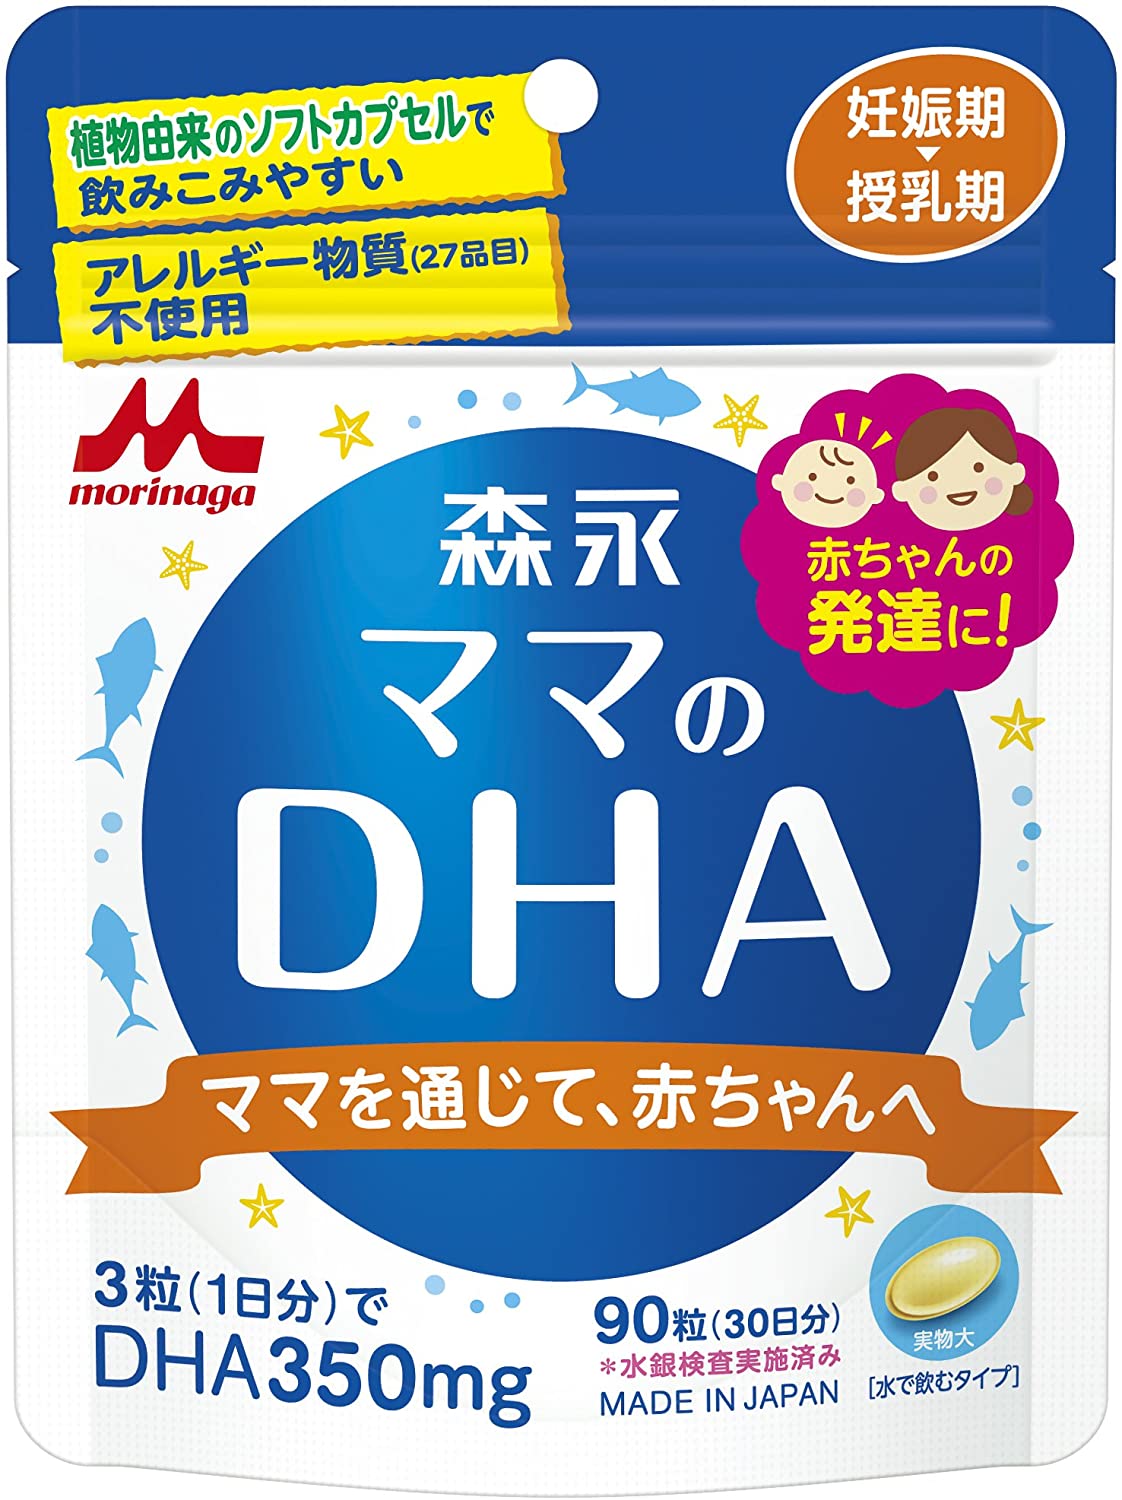 植物由来のソフトカプセルで
飲みこみやすい
アレルギー物質(27品目)
不使用
妊娠期
授乳期
morinaga
森永
ママの
DHA
赤ちゃんの
発達に!
ママを通じて、赤ちゃんへ
3粒(1日分)で
DHA350mg
90粒(30日分)
*水銀検査実施済み
MADE IN JAPAN
実物大
[水で飲むタイプ]